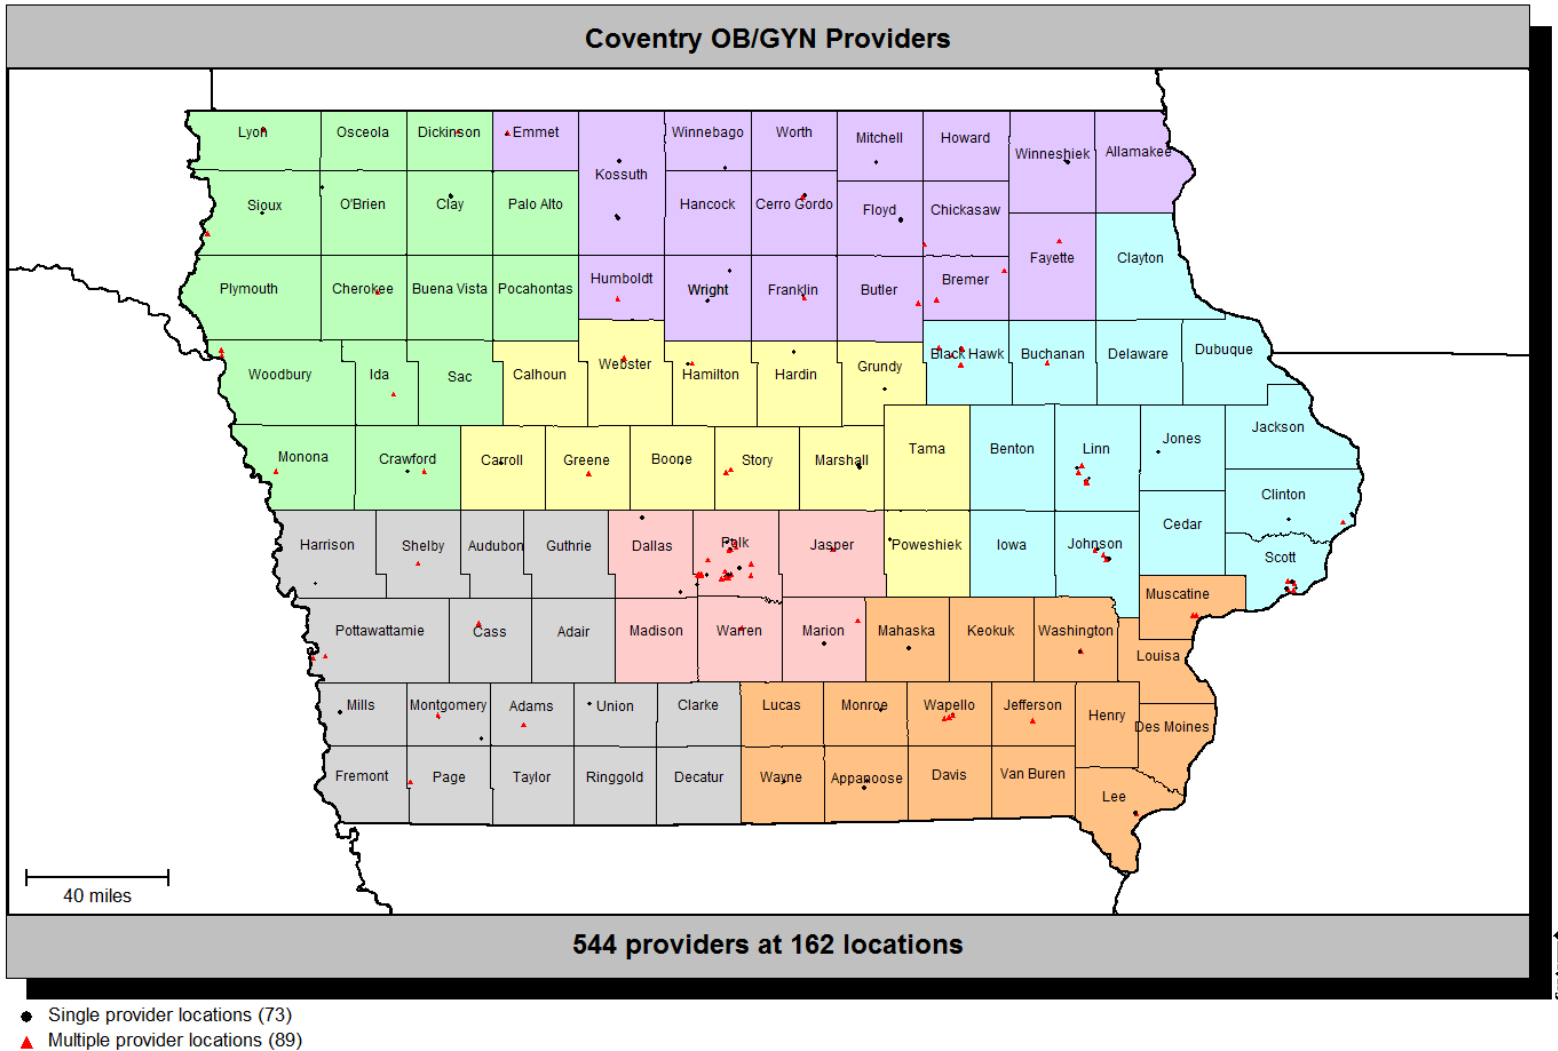 Coventry OB/GYN Providers
Lyon Osceola Dickinson Emmet Kossuth Winnebago Worth Mitchell Howard Winneshiek Allamakee
Sioux O'Brien Clay Palo Alto Hancock Cerro Gordo Floyd Chickasaw
Plymouth Cherokee Buena Vista Pocahontas Humboldt Wright Franklin Butler Bremer Fayette Clayton
Woodbury Ida Sac Calhoun Webster Hamilton Hardin Grundy Black Hawk Buchanan Delaware Dubuque
Monona Crawford Carroll Greene Boone Story Marshall Tama Benton Linn Jones Jackson
Clinton
Harrison Shelby Audubon Guthrie Dallas Polk Jasper Poweshiek Iowa Johnson Cedar Scott
Muscatine
Pottawattamie Cass Adair Madison Warren Marion Mahaska Keokuk Washington Louisa
Mills Montgomery Adams Union Clarke Lucas Monroe Wapello Jefferson Henry Des Moines
Fremont Page Taylor Ringgold Decatur Wayne Appanoose Davis Van Buren Lee
40 miles
544 providers at 162 locations
Single provider locations (73)
Multiple provider locations (89)